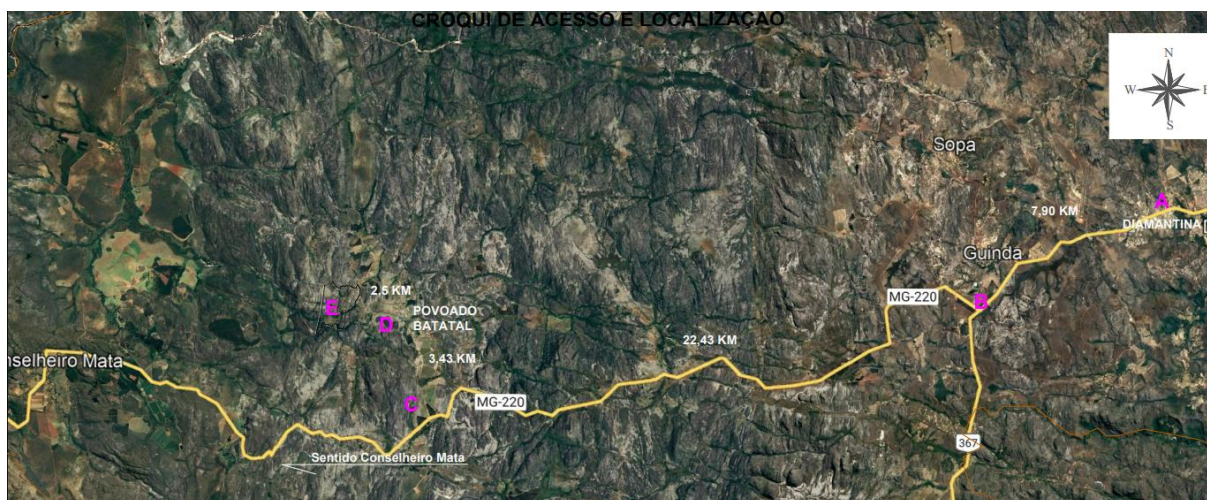 CROQUI DE ACESSO E LOCALIZAÇÃO
N
W
E
S
Sopa
A
7.90 KM
DIAMANTINA
Guinda
2.5 KM
E
MG-220
B
POVOADO
BATATAL
D
22,43 KM
nselheiro Mata
3,43 KM
C
MG-220
367
Sentido Conselheiro Mata